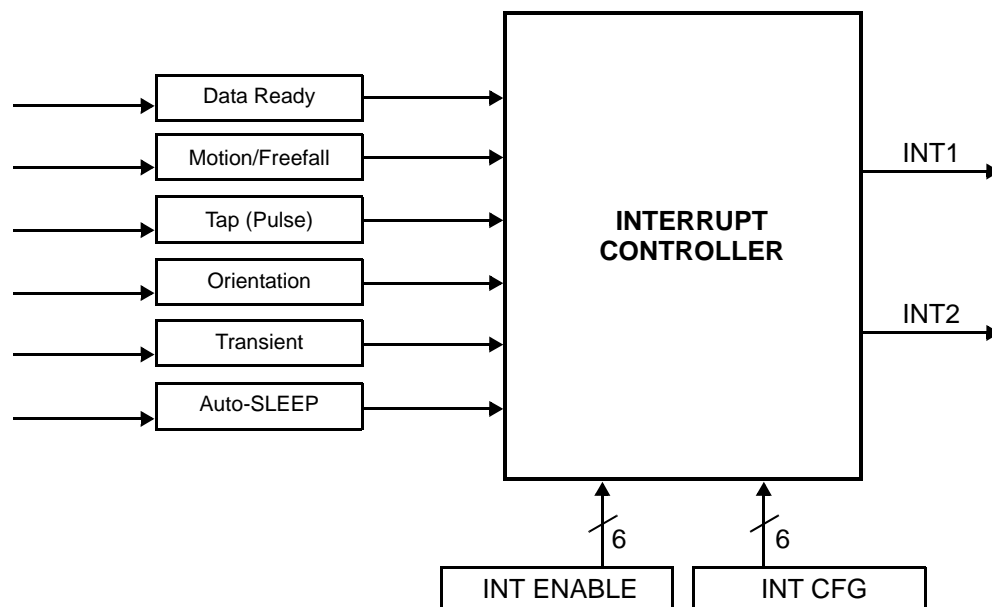 Data Ready
Motion/Freefall
Tap (Pulse)
Orientation
Transient
Auto-SLEEP
INTERRUPT
CONTROLLER
INT1
INT2
6
6
INT ENABLE
INT CFG